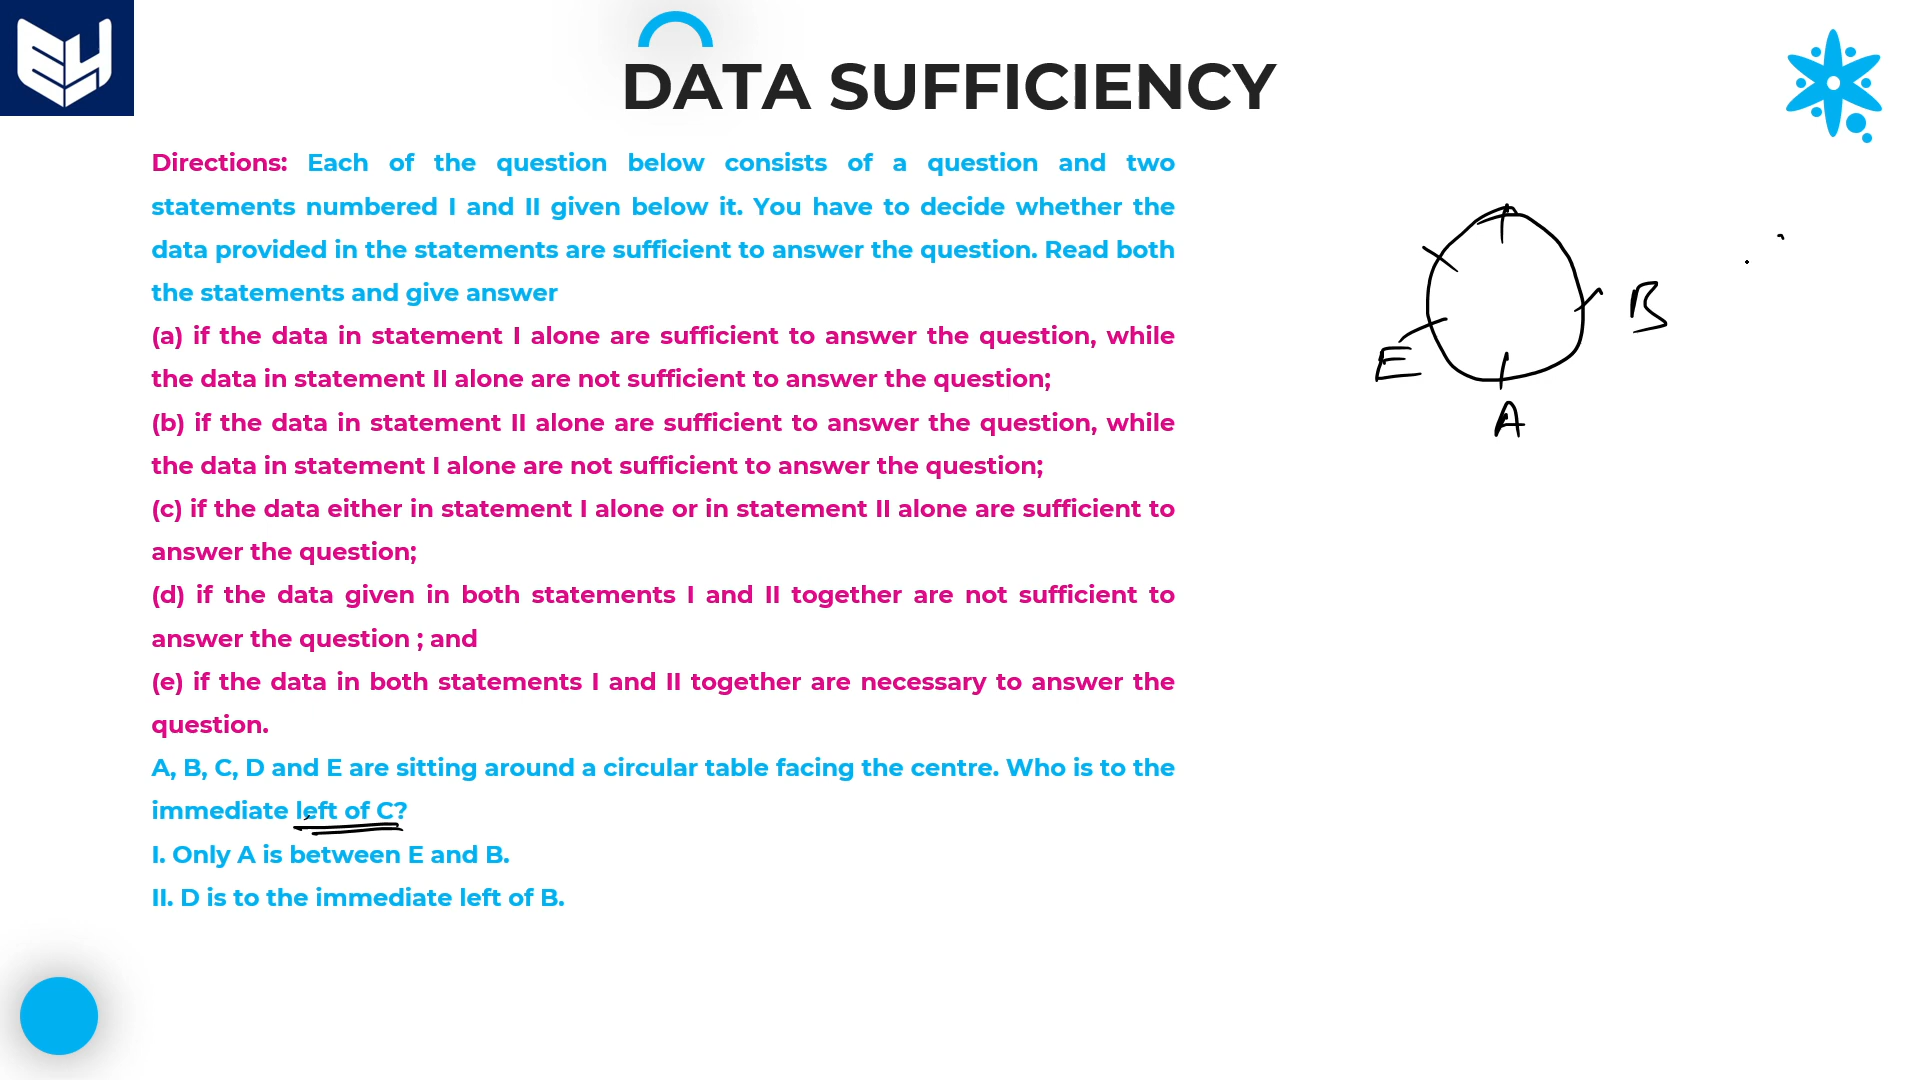 DATA SUFFICIENCY
Directions: Each of the question below consists of a question and two
statements numbered I and II given below it. You have to decide whether the
data provided in the statements are sufficient to answer the question. Read both
the statements and give answer
(a) if the data in statement I alone are sufficient to answer the question, while
the data in statement II alone are not sufficient to answer the question;
(b) if the data in statement II alone are sufficient to answer the question, while
the data in statement I alone are not sufficient to answer the question;
(c) if the data either in statement I alone or in statement II alone are sufficient to
answer the question;
(d) if the data given in both statements I and II together are not sufficient to
answer the question ; and
(e) if the data in both statements I and II together are necessary to answer the
question.
A, B, C, D and E are sitting around a circular table facing the centre. Who is to the
immediate left of C?
I. Only A is between E and B.
II. D is to the immediate left of B.
B
E
A